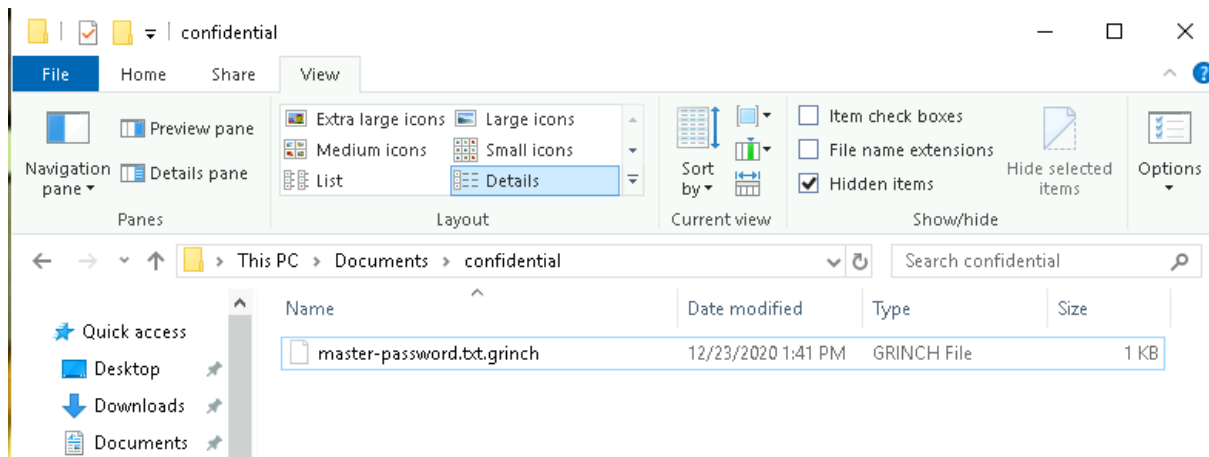 confidential
File Home Share View
Navigation pane
Preview pane
Details pane
Panes
Extra large icons Large icons
Medium icons Small icons
List Details
Layout
Sort by
Current view
Item check boxes
File name extensions
Hidden items
Hide selected items
Show/hide
Options
This PC > Documents > confidential
Search confidential
Quick access
Desktop
Downloads
Documents
Name Date modified Type Size
master-password.txt.grinch 12/23/2020 1:41 PM GRINCH File 1 KB